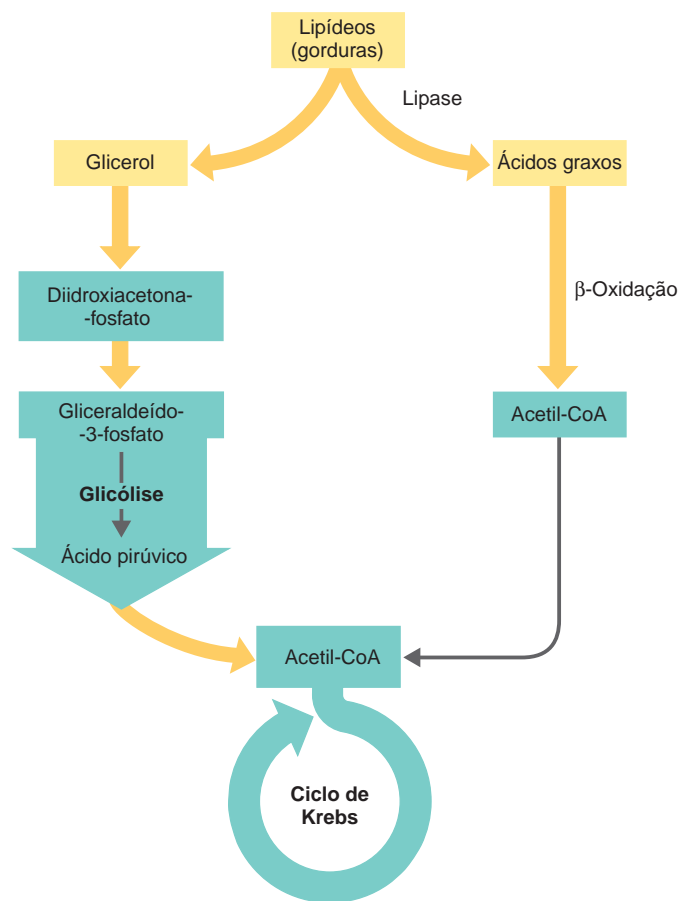 Lipídeos
(gorduras)
Lipase
Glicerol
Ácidos graxos
Diidroxiacetona-
-fosfato
β-Oxidação
Gliceraldeído-
-3-fosfato
Acetil-CoA
Glicólise
Ácido pirúvico
Acetil-CoA
Ciclo de
Krebs